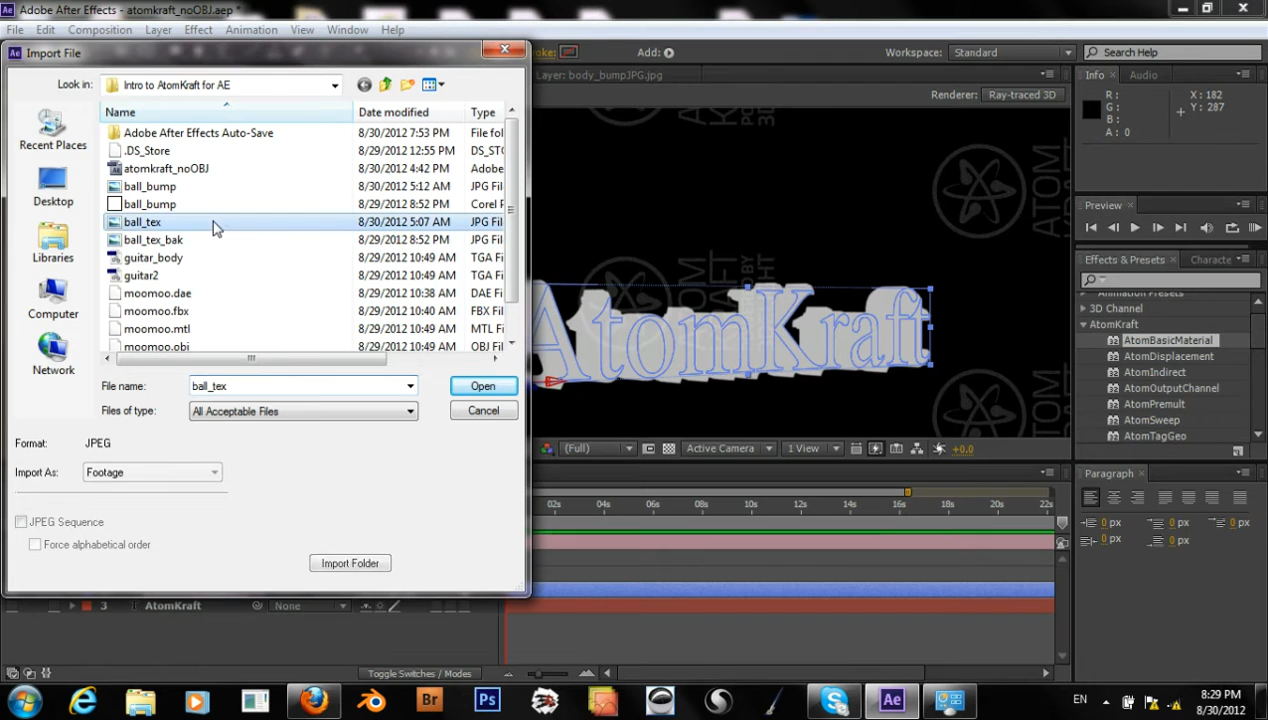 Adobe After Effects - atomkraft_noOBJ.aep *
File Edit Composition Layer Effect Animation View Window Help
Import File
Stroke: Add: Workspace: Standard Search Help
Look in: Intro to AtomKraft for AE
Layer: body_bumpJPG.jpg
Info Audio
Renderer: Ray-traced 3D
R: X: 182
G: Y: 287
B:
A: 0
Recent Places
Desktop
Libraries
Computer
Network
Name Date modified Type
Adobe After Effects Auto-Save 8/30/2012 7:53 PM File fol
.DS_Store 8/29/2012 12:55 PM DS_STO
atomkraft_noOBJ 8/30/2012 4:42 PM Adobe
ball_bump 8/30/2012 5:12 AM JPG Fil
ball_bump 8/29/2012 8:52 PM Corel P
ball_tex 8/30/2012 5:07 AM JPG Fil
ball_tex_bak 8/29/2012 8:52 PM JPG Fil
guitar_body 8/29/2012 10:49 AM TGA F
guitar2 8/29/2012 10:49 AM TGA F
moomoo.dae 8/29/2012 10:38 AM DAE Fi
moomoo.fbx 8/29/2012 10:40 AM FBX Fi
moomoo.mtl 8/29/2012 10:49 AM MTL Fi
moomoo.obj 8/29/2012 10:49 AM OBJ Fi
File name: ball_tex Open
Files of type: All Acceptable Files Cancel
Format: JPEG
Import As: Footage
JPEG Sequence
Force alphabetical order
Import Folder
AtomKraft
Preview
Effects & Presets Characte
Animation Presets
3D Channel
AtomKraft
AtomBasicMaterial
AtomDisplacement
AtomIndirect
AtomOutputChannel
AtomPremult
AtomSweep
AtomTagGeo
(Full) Active Camera 1 View +0.0
Paragraph
0 px 0 px 0 px
0 px 0 px
02s 04s 06s 08s 10s 12s 14s 16s 18s 20s 22s
3 T AtomKraft None
Toggle Switches / Modes
EN
8:29 PM
8/30/2012